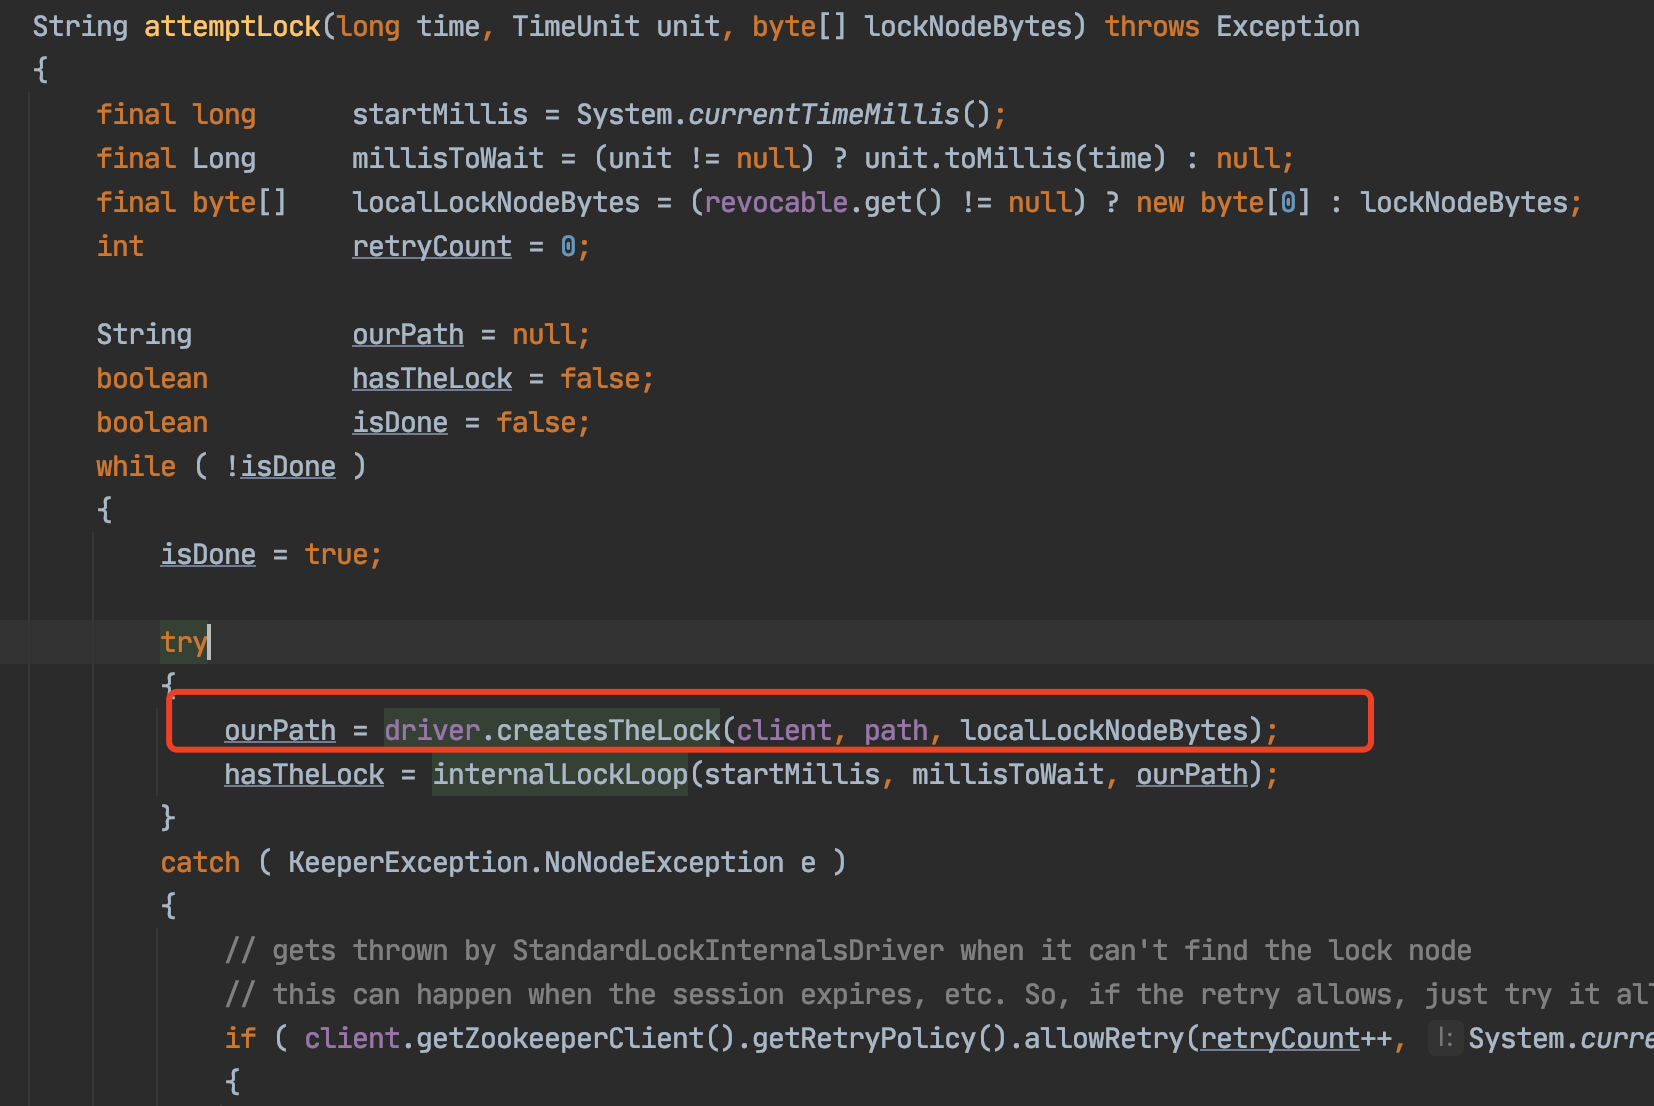 String attemptLock(long time, TimeUnit unit, byte[] lockNodeBytes) throws Exception
{
final long startMillis = System.currentTimeMillis();
final Long millisToWait = (unit != null) ? unit.toMillis(time) : null;
final byte[] localLockNodeBytes = (revocable.get() != null) ? new byte[0] : lockNodeBytes;
int retryCount = 0;
String ourPath = null;
boolean hasTheLock = false;
boolean isDone = false;
while ( !isDone )
{
isDone = true;
try
{
ourPath = driver.createsTheLock(client, path, localLockNodeBytes);
hasTheLock = internalLockLoop(startMillis, millisToWait, ourPath);
}
catch ( KeeperException.NoNodeException e )
{
// gets thrown by StandardLockInternalsDriver when it can't find the lock node
// this can happen when the session expires, etc. So, if the retry allows, just try it al
if ( client.getZookeeperClient().getRetryPolicy().allowRetry(retryCount++, l: System.curre
{